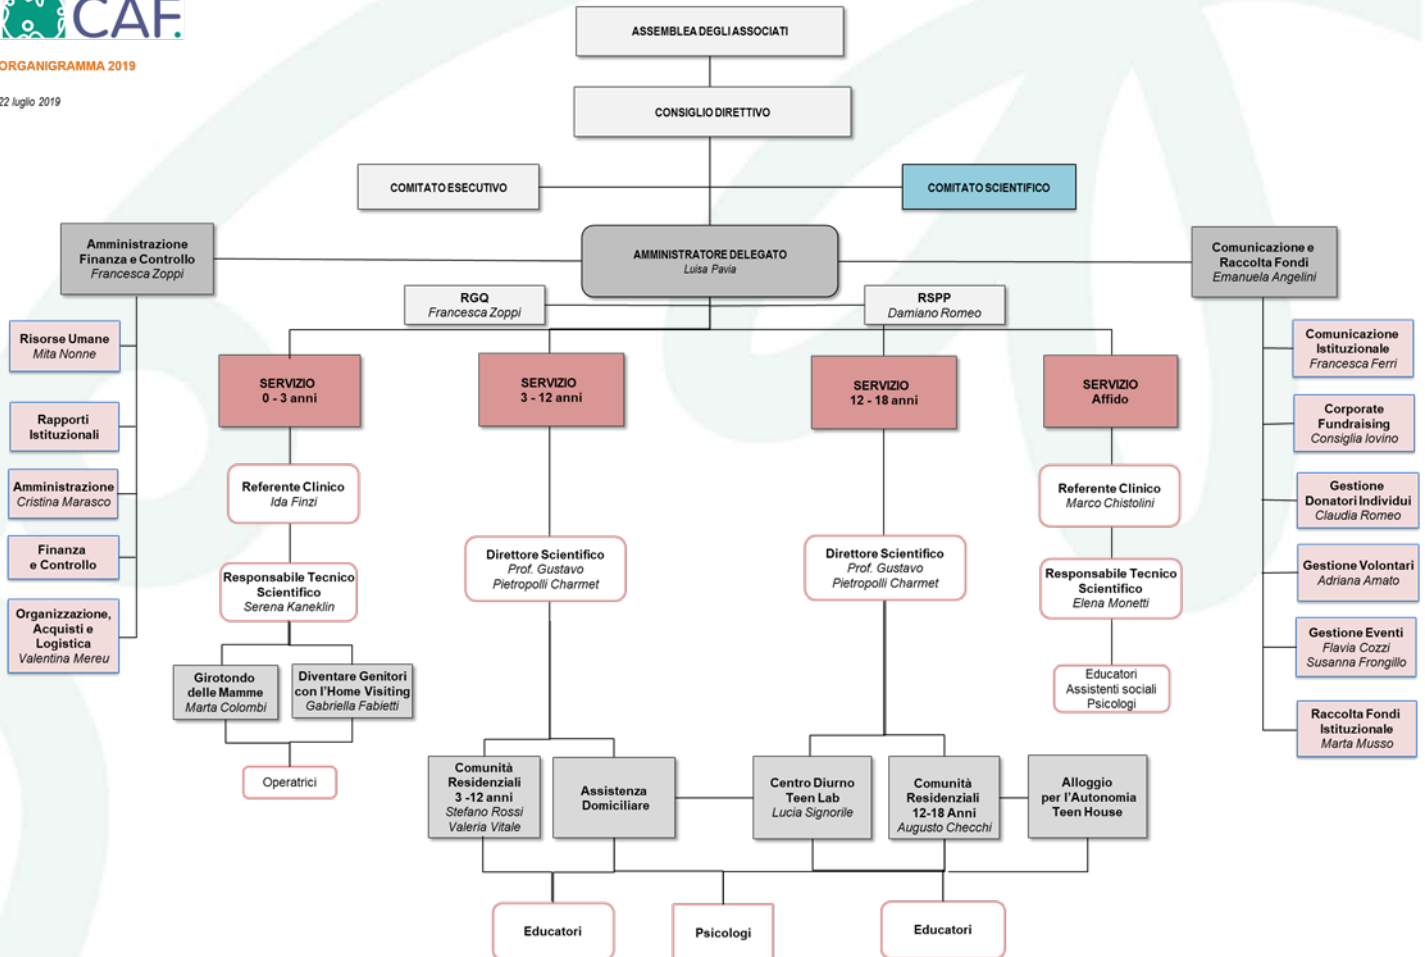 CAF.
ORGANIGRAMMA 2019
22 luglio 2019
ASSEMBLEA DEGLI ASSOCIATI
CONSIGLIO DIRETTIVO
COMITATO ESECUTIVO
COMITATO SCIENTIFICO
Amministrazione
Finanza e Controllo
Francesca Zoppi
AMMINISTRATORE DELEGATO
Luisa Pavia
Comunicazione e
Raccolta Fondi
Emanuela Angelini
RGQ
Francesca Zoppi
RSPP
Damiano Romeo
Risorse Umane
Mita Nonne
Rapporti
Istituzionali
Amministrazione
Cristina Marasco
Finanza
e Controllo
Organizzazione,
Acquisti e
Logistica
Valentina Mereu
SERVIZIO
0 - 3 anni
SERVIZIO
3 - 12 anni
SERVIZIO
12 - 18 anni
SERVIZIO
Affido
Referente Clinico
Ida Finzi
Responsabile Tecnico
Scientifico
Serena Kaneklin
Girotondo
delle Mamme
Marta Colombi
Diventare Genitori
con l'Home Visiting
Gabriella Fabietti
Operatrici
Direttore Scientifico
Prof. Gustavo
Pietropolli Charmet
Direttore Scientifico
Prof. Gustavo
Pietropolli Charmet
Referente Clinico
Marco Chistolini
Responsabile Tecnico
Scientifico
Elena Monetti
Educatori
Assistenti sociali
Psicologi
Comunità
Residenziali
3 -12 anni
Stefano Rossi
Valeria Vitale
Assistenza
Domiciliare
Centro Diurno
Teen Lab
Lucia Signorile
Comunità
Residenziali
12-18 Anni
Augusto Checchi
Alloggio
per l'Autonomia
Teen House
Educatori
Psicologi
Educatori
Comunicazione
Istituzionale
Francesca Ferri
Corporate
Fundraising
Consiglia Iovino
Gestione
Donatori Individui
Claudia Romeo
Gestione Volontari
Adriana Amato
Gestione Eventi
Flavia Cozzi
Susanna Frongillo
Raccolta Fondi
Istituzionale
Marta Musso